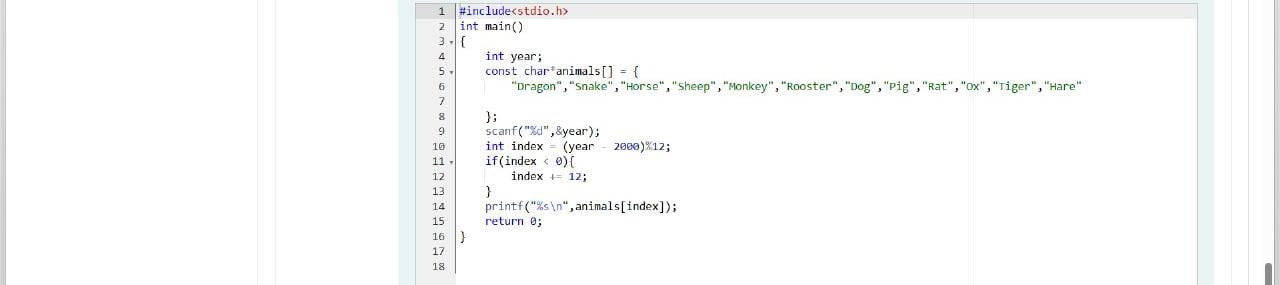 1 #include<stdio.h>
2 int main()
3 {
4 int year;
5 const char*animals[] = {
6 "Dragon","Snake","Horse","Sheep","Monkey","Rooster","Dog","Pig","Rat","Ox","Tiger","Hare"
7
8 };
9 scanf("%d",&year);
10 int index = (year - 2000)%12;
11 if(index < 0){
12 index += 12;
13 }
14 printf("%s\n",animals[index]);
15 return 0;
16 }
17
18